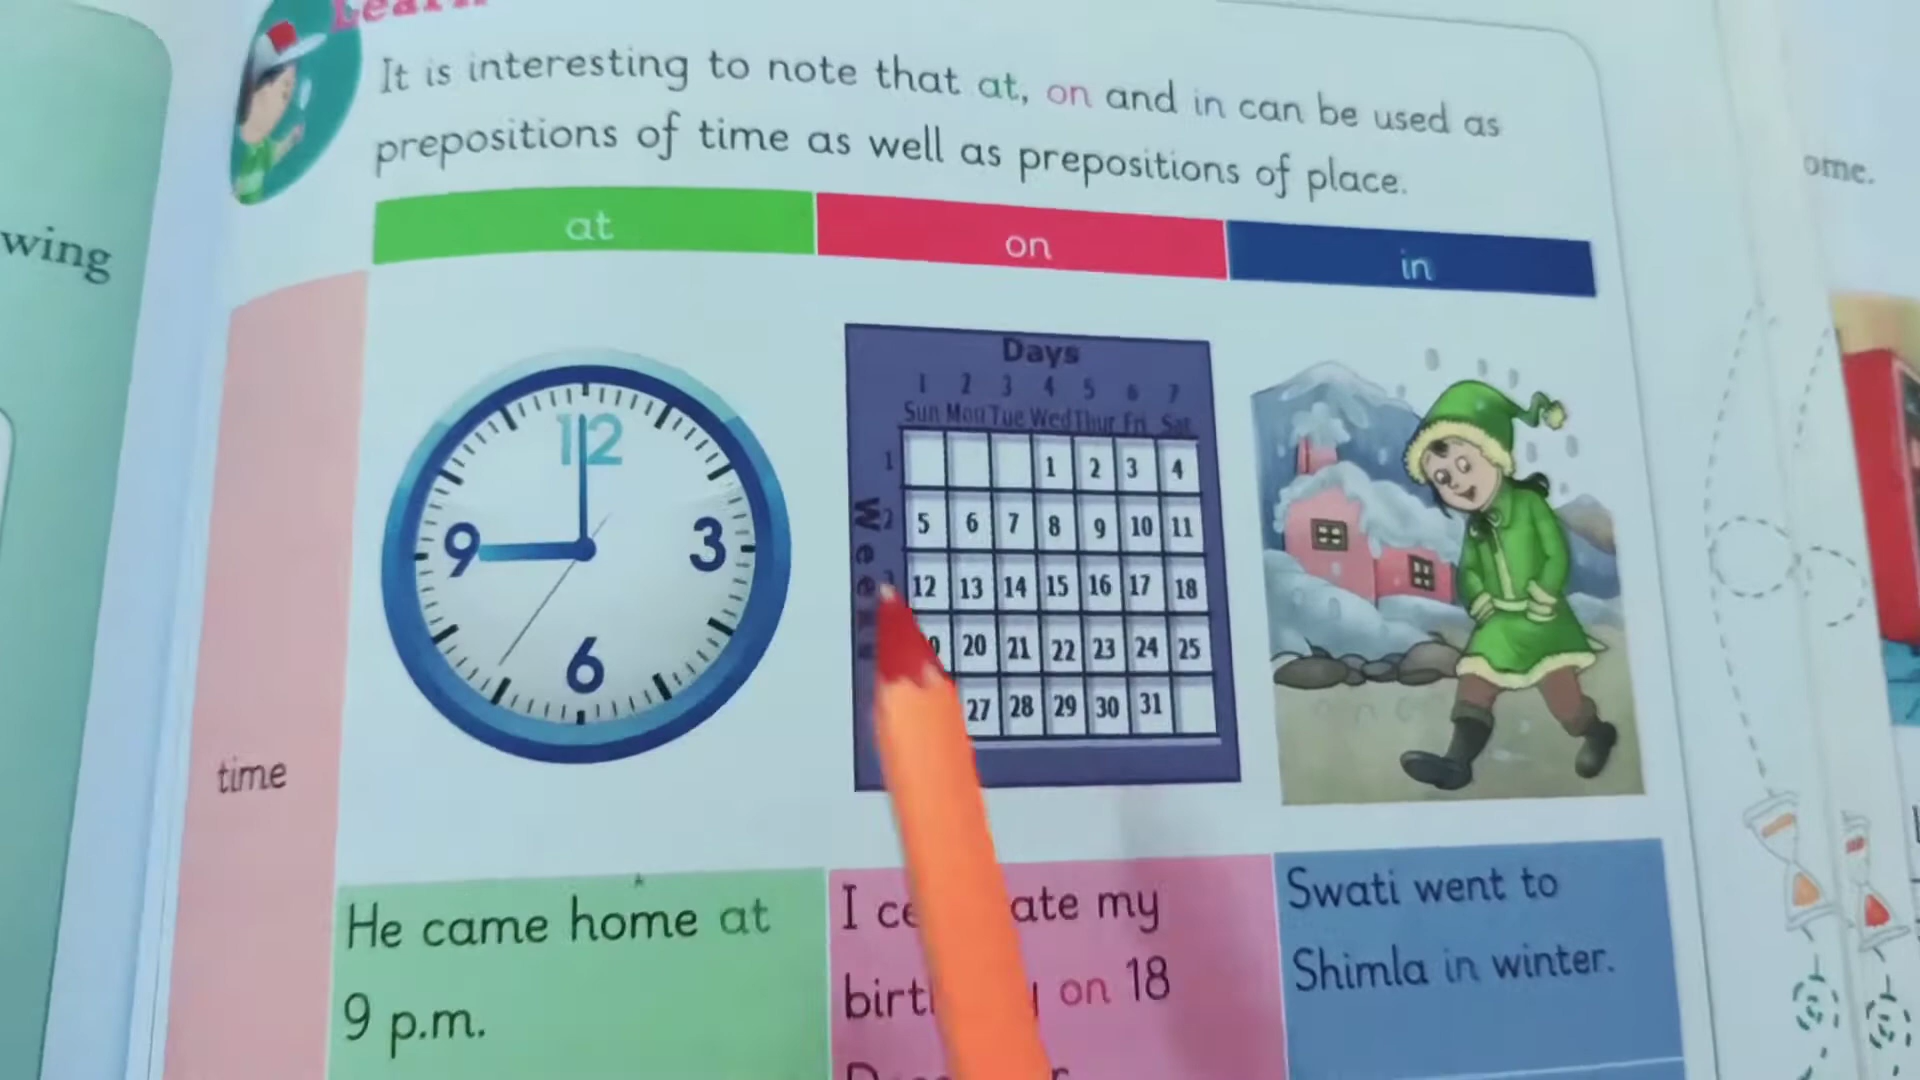 Learn
It is interesting to note that at, on and in can be used as
prepositions of time as well as prepositions of place.
at on in
wing
ome.
12
9 3
6
Days
1 2 3 4 5 6 7
Sun Mon Tue Wed Thur Fri Sat
1 1 2 3 4
2 5 6 7 8 9 10 11
12 13 14 15 16 17 18
20 21 22 23 24 25
27 28 29 30 31
time
He came home at
9 p.m.
I my
on 18
Swati went to
Shimla in winter.